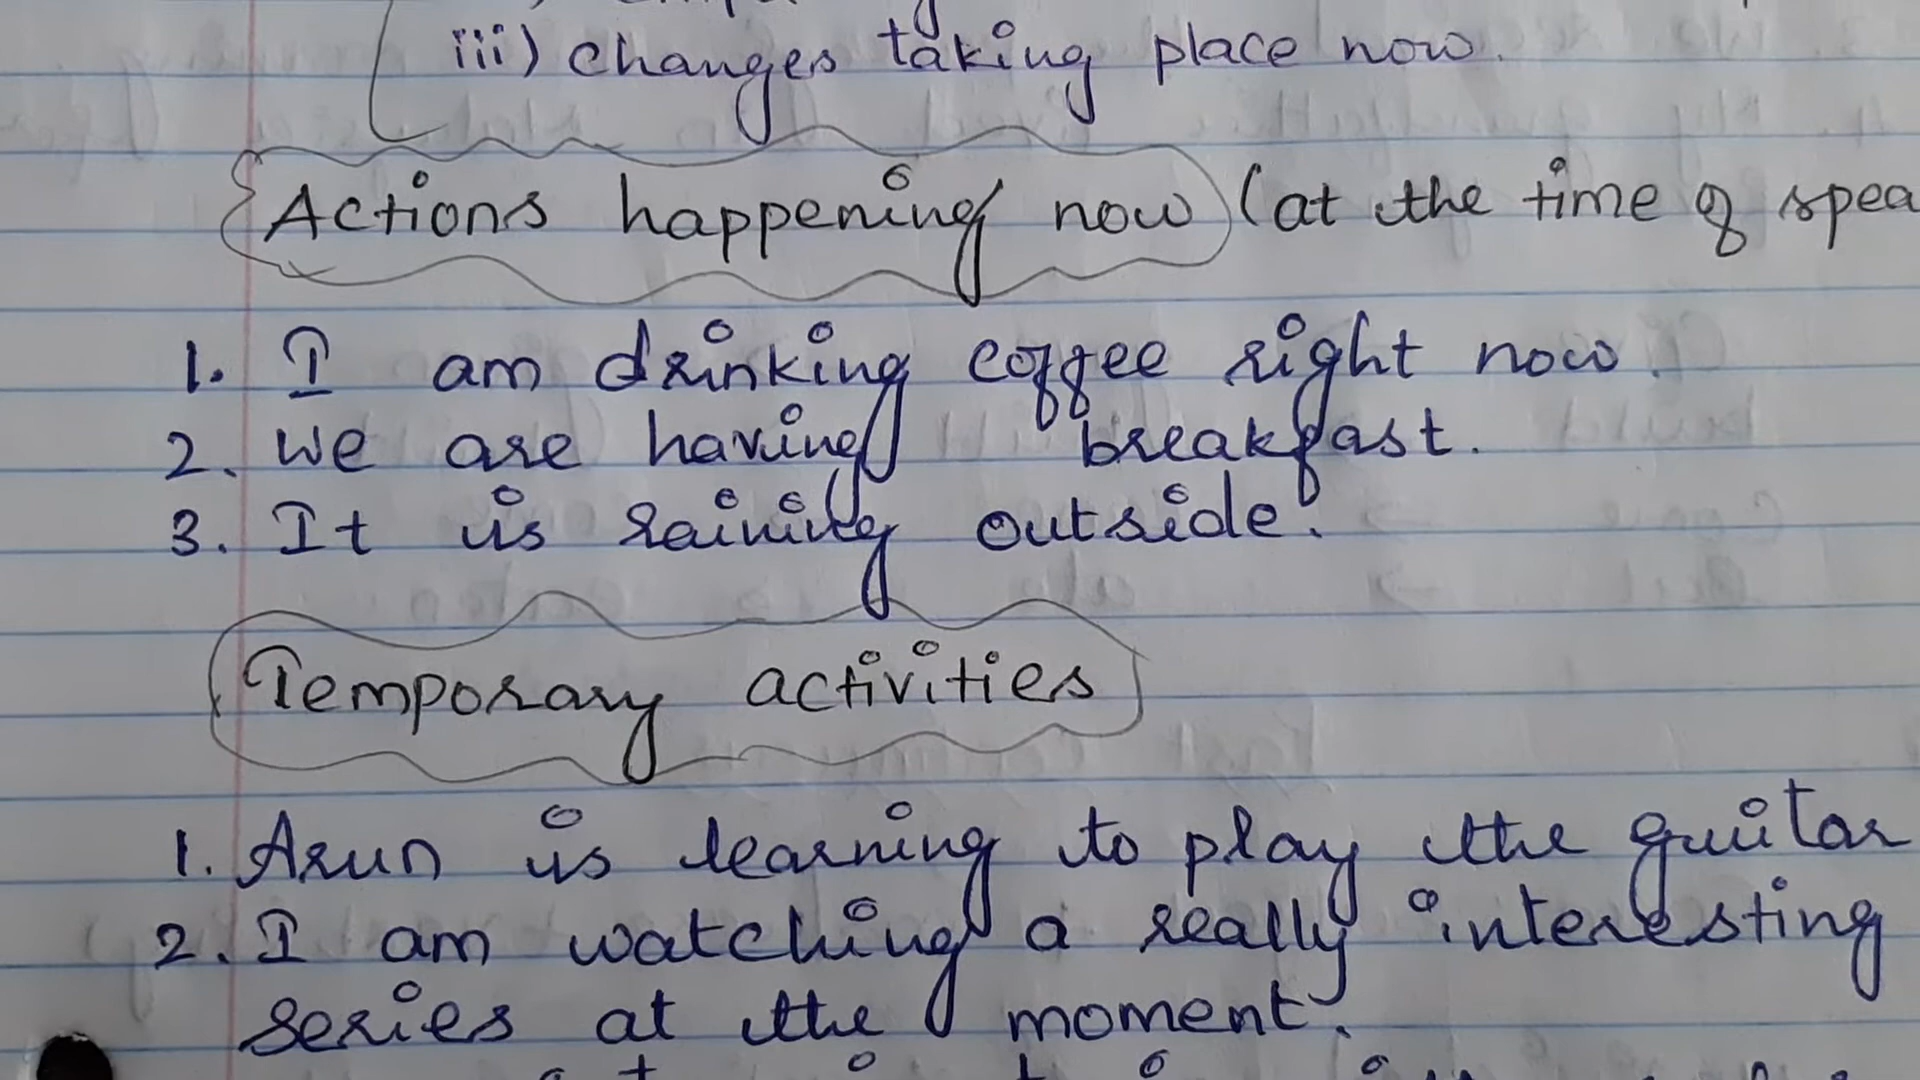 iii) changes taking place now.
Actions happening now (at the time of spea
1. I am drinking coffee right now.
2. we are having breakfast.
3. It is raining outside.
Temporary activities
1. Arun is learning to play the guitar
2. I am watching a really interesting
series at the moment.